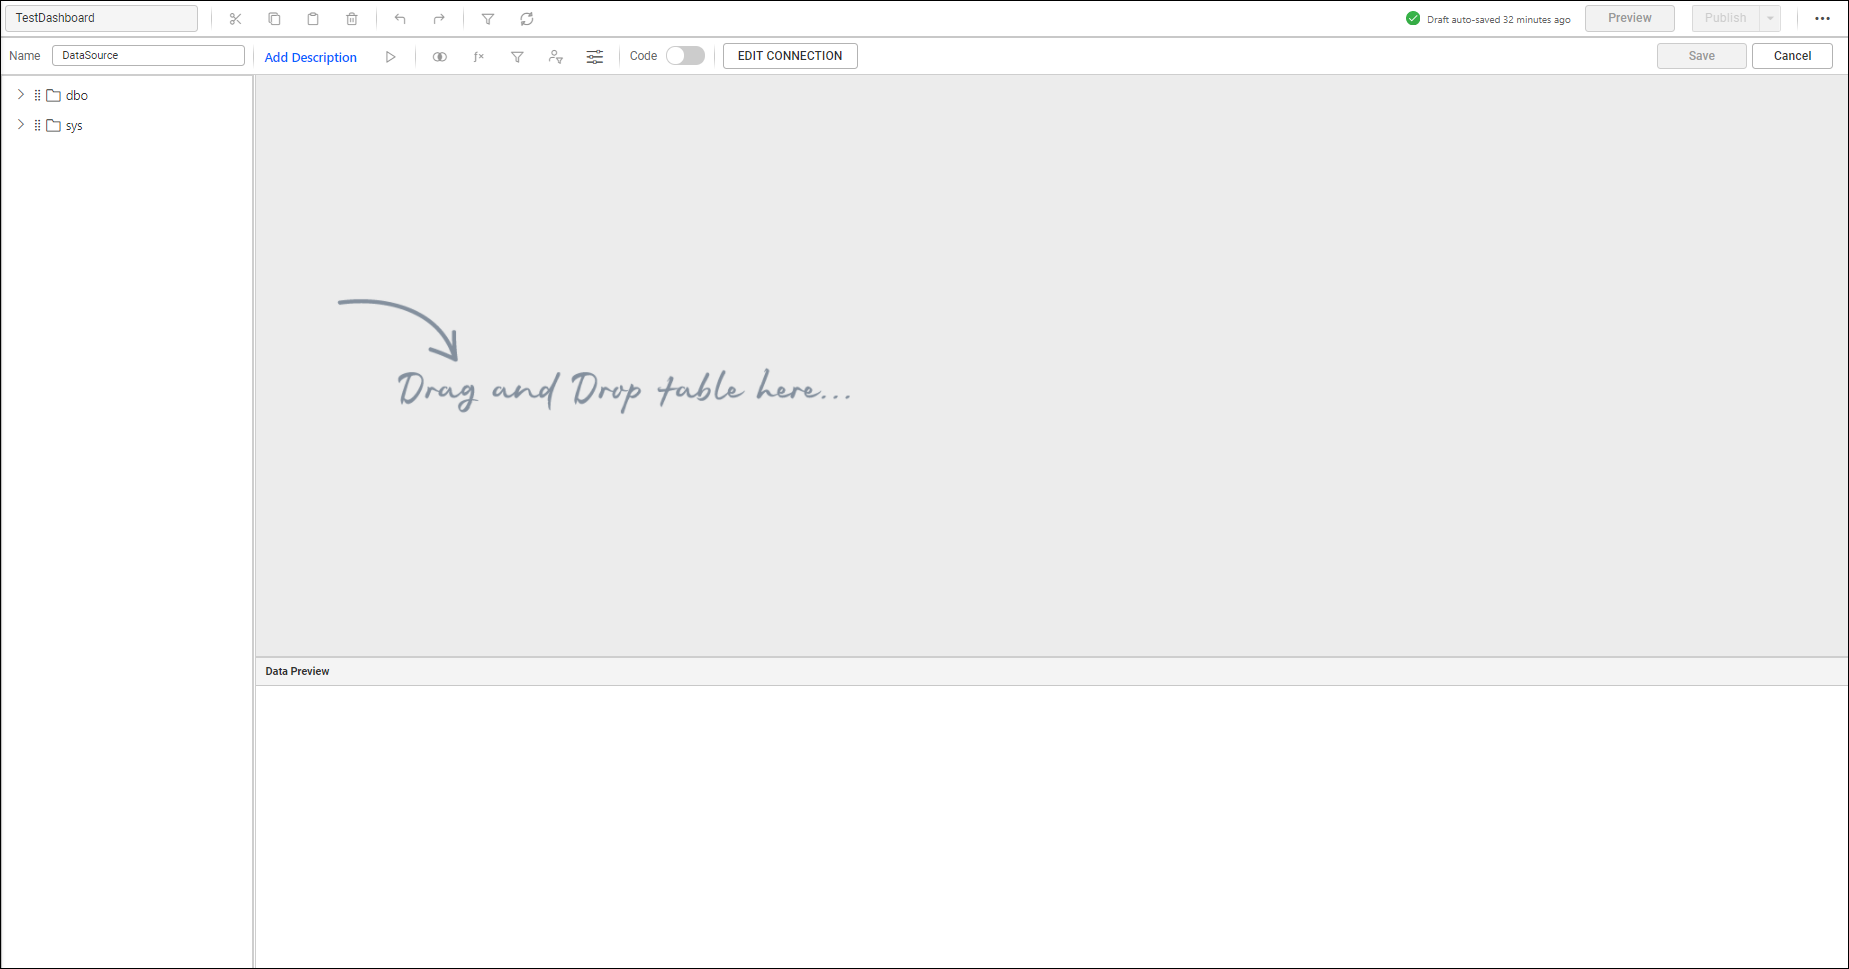 TestDashboard
Draft auto-saved 32 minutes ago
Preview
Publish
Name
DataSource
Add Description
fx
Code
EDIT CONNECTION
Save
Cancel
dbo
sys
Drag and Drop table here...
Data Preview